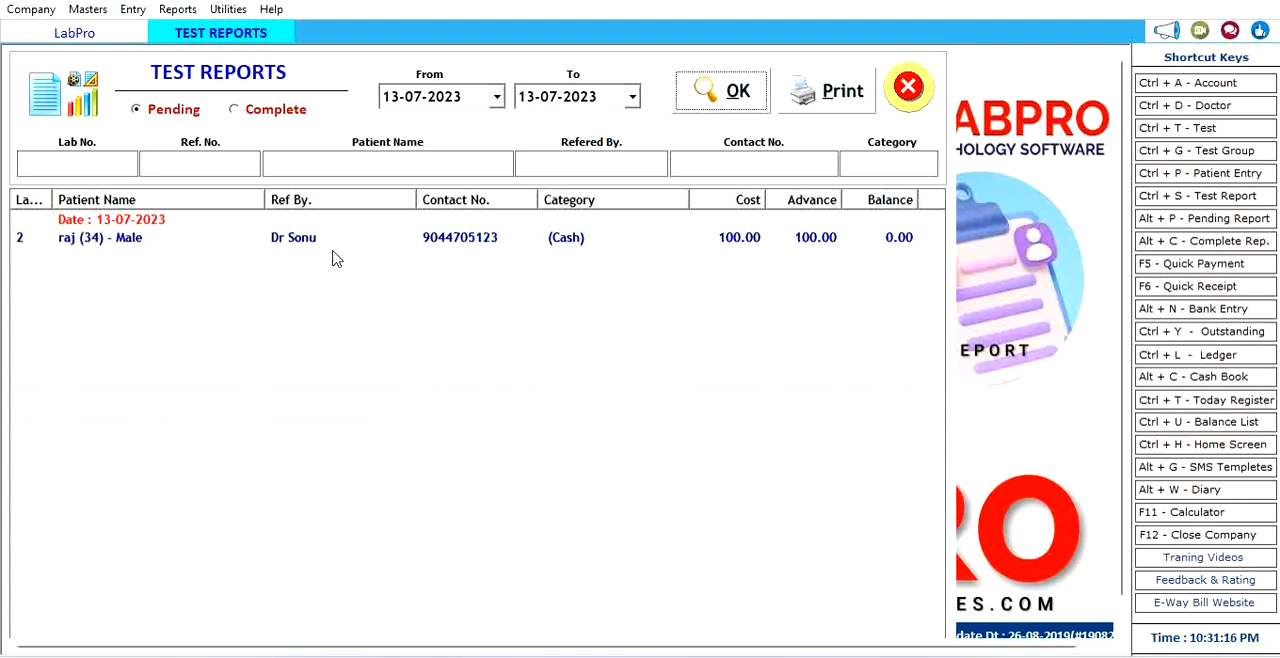 Company Masters Entry Reports Utilities Help
LabPro TEST REPORTS
TEST REPORTS
Pending Complete
From To
13-07-2023 13-07-2023
OK Print
Lab No. Ref. No. Patient Name Refered By. Contact No. Category
La... Patient Name Ref By. Contact No. Category Cost Advance Balance
Date : 13-07-2023
2 raj (34) - Male Dr Sonu 9044705123 (Cash) 100.00 100.00 0.00
ABPRO
HOLOGY SOFTWARE
EPORT
RO
ES.COM
date Dt : 26-08-2019(#19082
Shortcut Keys
Ctrl + A - Account
Ctrl + D - Doctor
Ctrl + T - Test
Ctrl + G - Test Group
Ctrl + P - Patient Entry
Ctrl + S - Test Report
Alt + P - Pending Report
Alt + C - Complete Rep.
F5 - Quick Payment
F6 - Quick Receipt
Alt + N - Bank Entry
Ctrl + Y - Outstanding
Ctrl + L - Ledger
Alt + C - Cash Book
Ctrl + T - Today Register
Ctrl + U - Balance List
Ctrl + H - Home Screen
Alt + G - SMS Templetes
Alt + W - Diary
F11 - Calculator
F12 - Close Company
Traning Videos
Feedback & Rating
E-Way Bill Website
Time : 10:31:16 PM